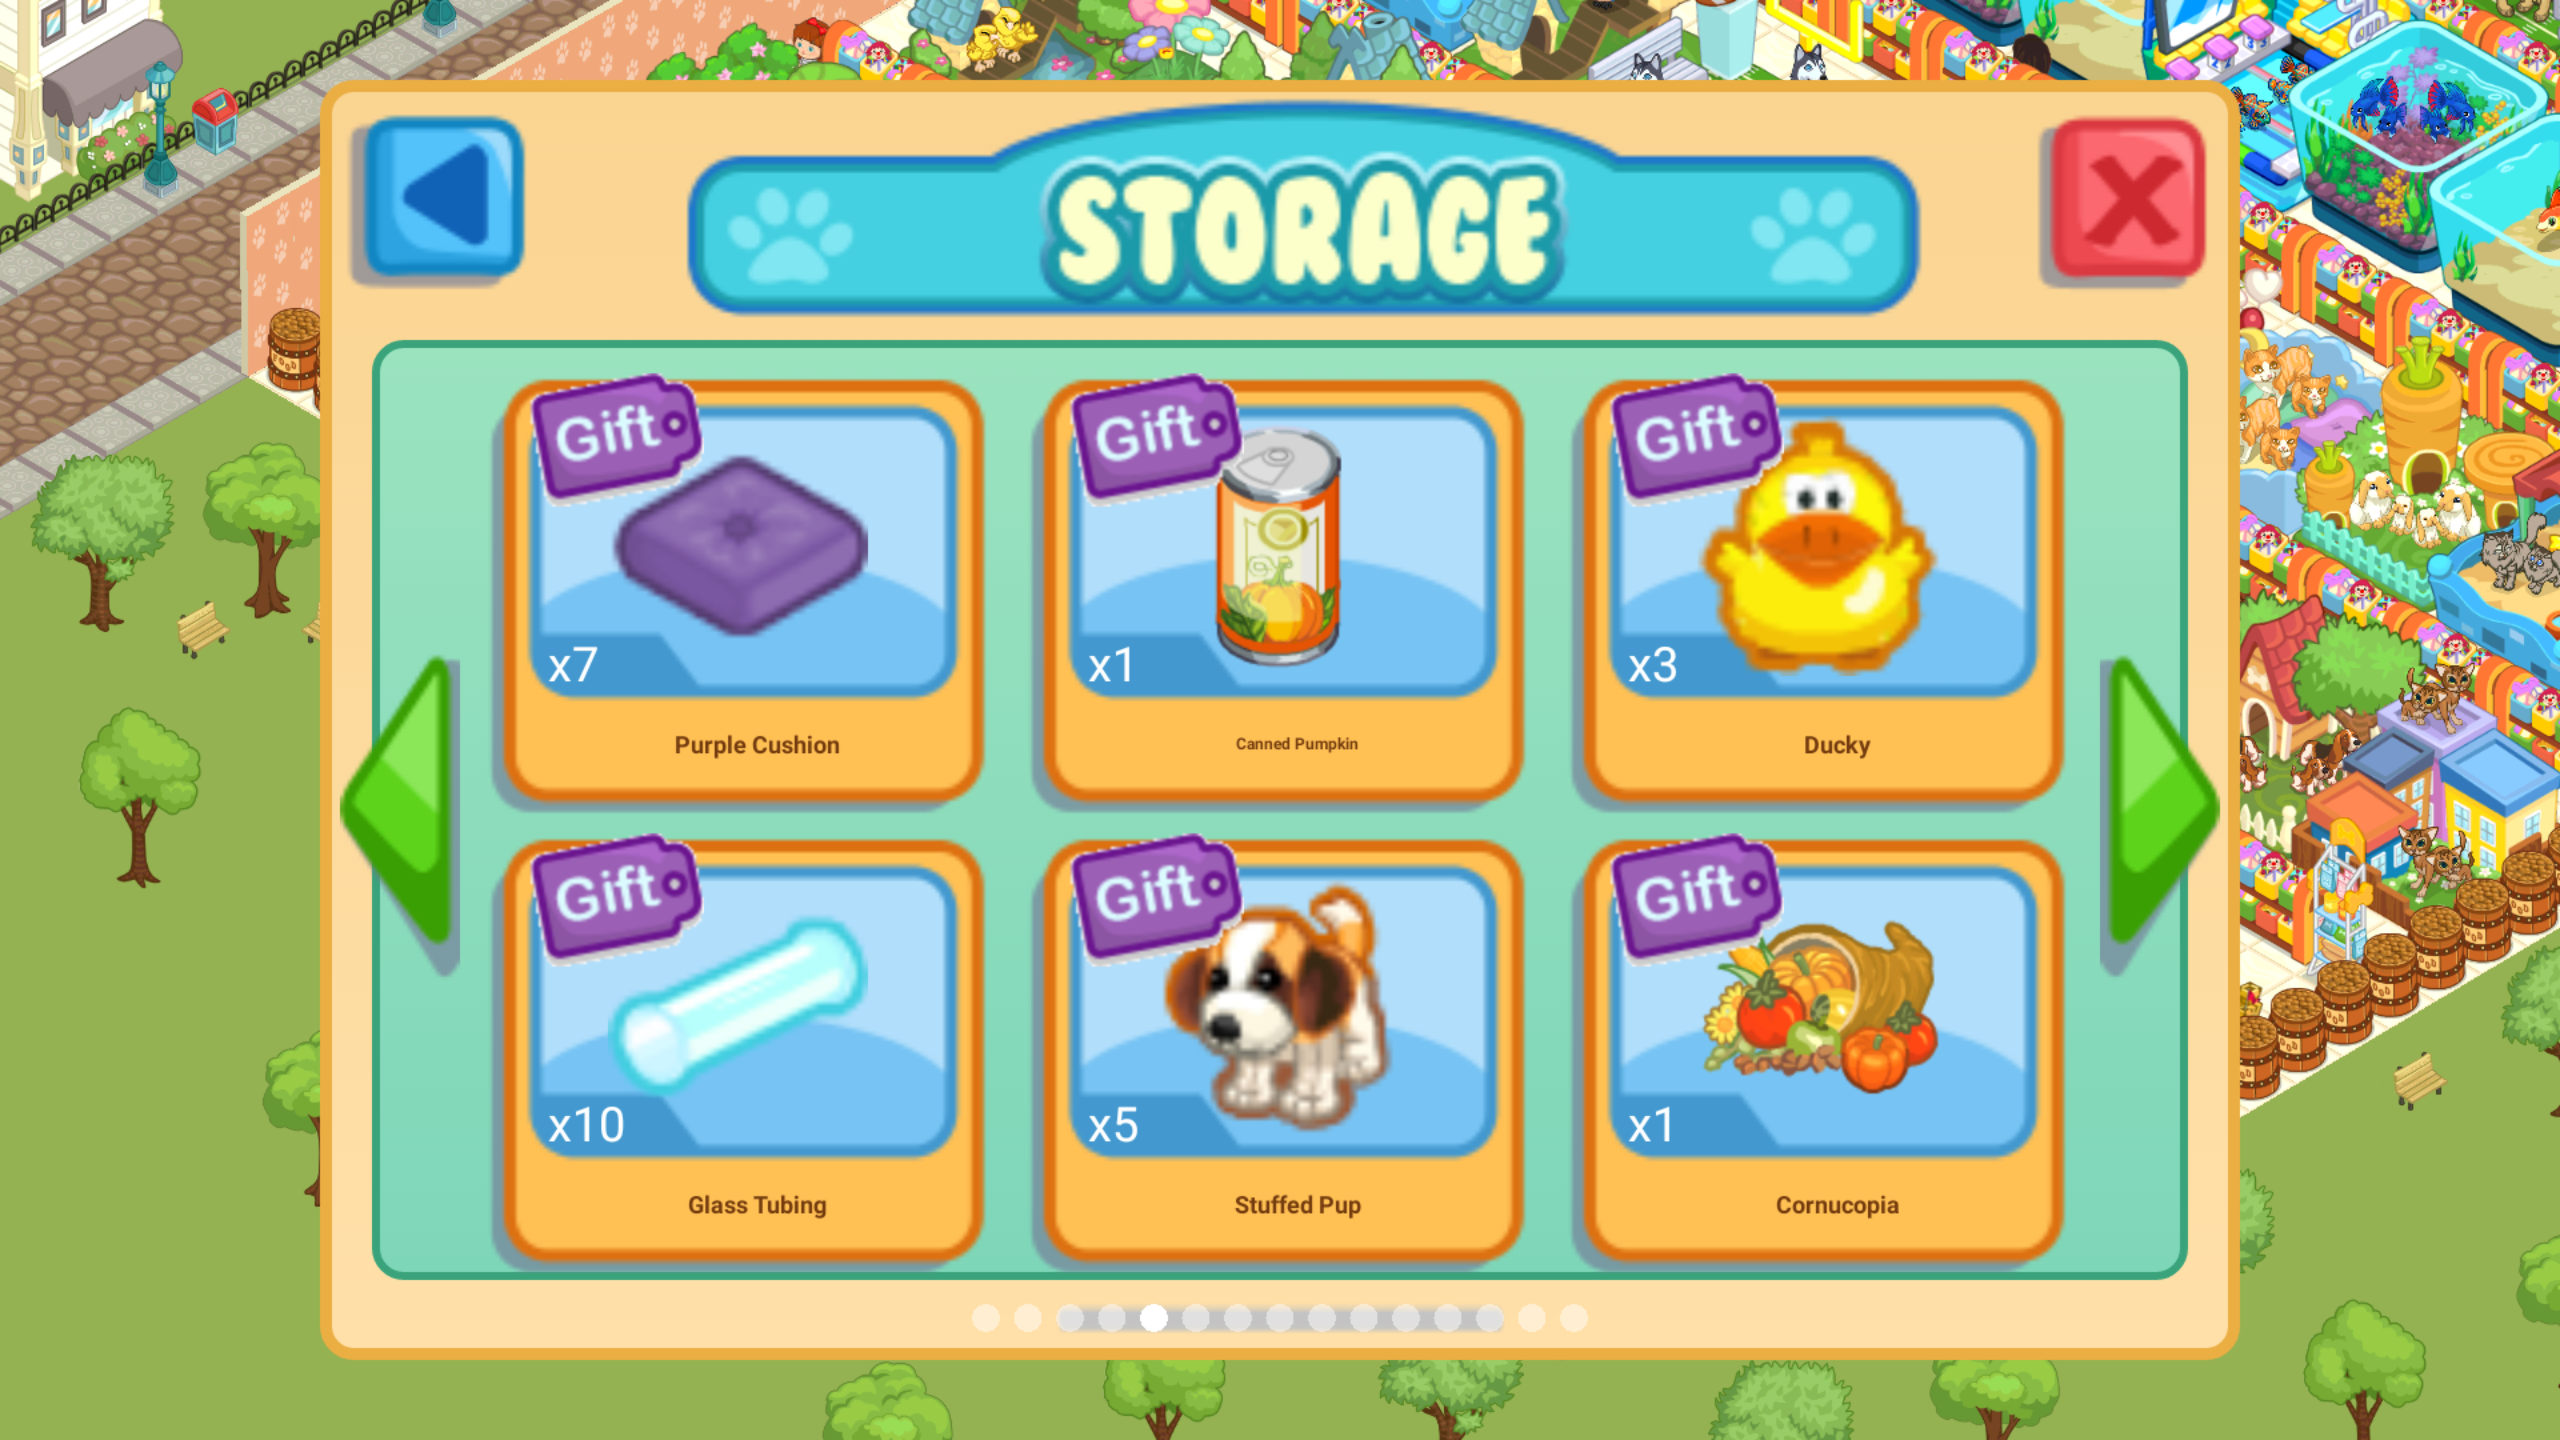 STORAGE
Gift
x7
Purple Cushion
Gift
x1
Canned Pumpkin
Gift
x3
Ducky
Gift
x10
Glass Tubing
Gift
x5
Stuffed Pup
Gift
x1
Cornucopia